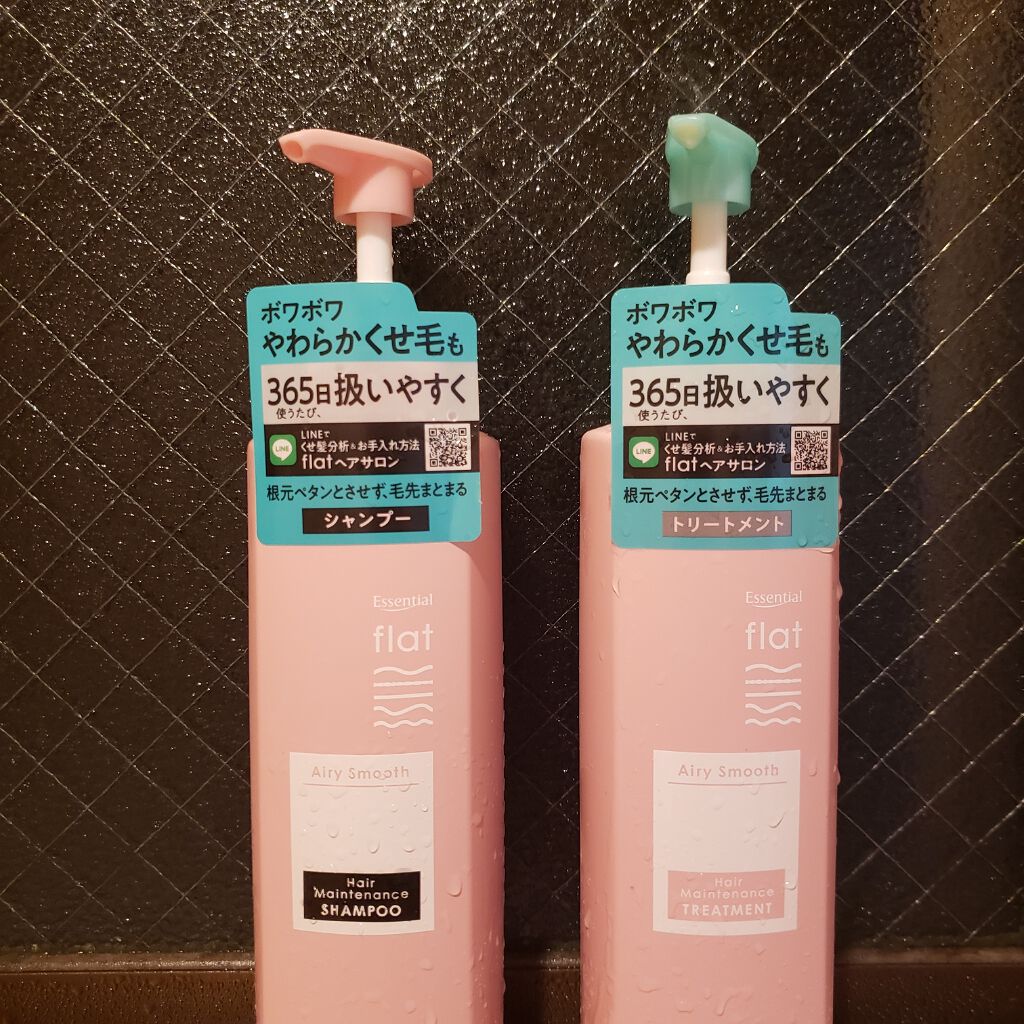 ボワボワ
やわらかくせ毛も
365日扱いやすく
使うたび、
LINEで
くせ髪分析&お手入れ方法
LINE
flatヘアサロン
根元ペタンとさせず、毛先まとまる
シャンプー
Essential
flat
Airy Smooth
Hair
Maintenance
SHAMPOO
ボワボワ
やわらかくせ毛も
365日扱いやすく
使うたび、
LINEで
くせ髪分析&お手入れ方法
LINE
flatヘアサロン
根元ペタンとさせず、毛先まとまる
トリートメント
Essential
flat
Airy Smooth
Hair
Maintenance
TREATMENT